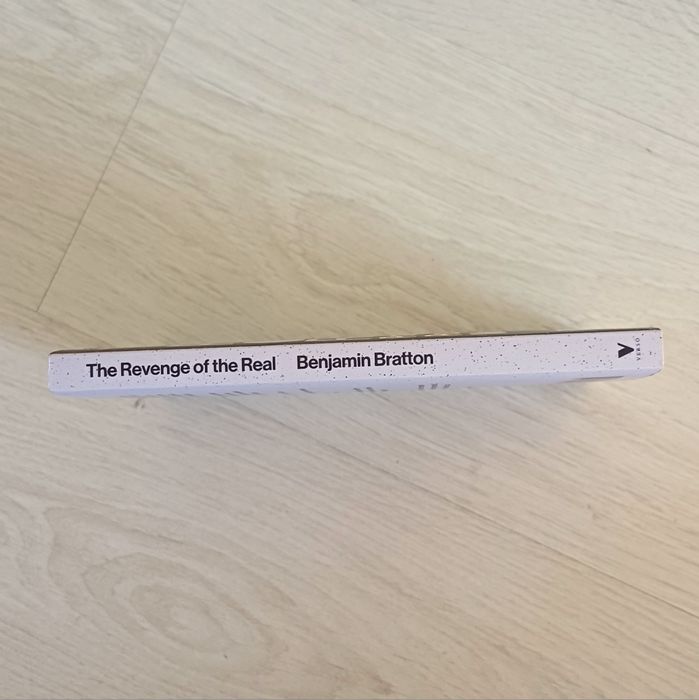 The Revenge of the Real Benjamin Bratton
VERSO